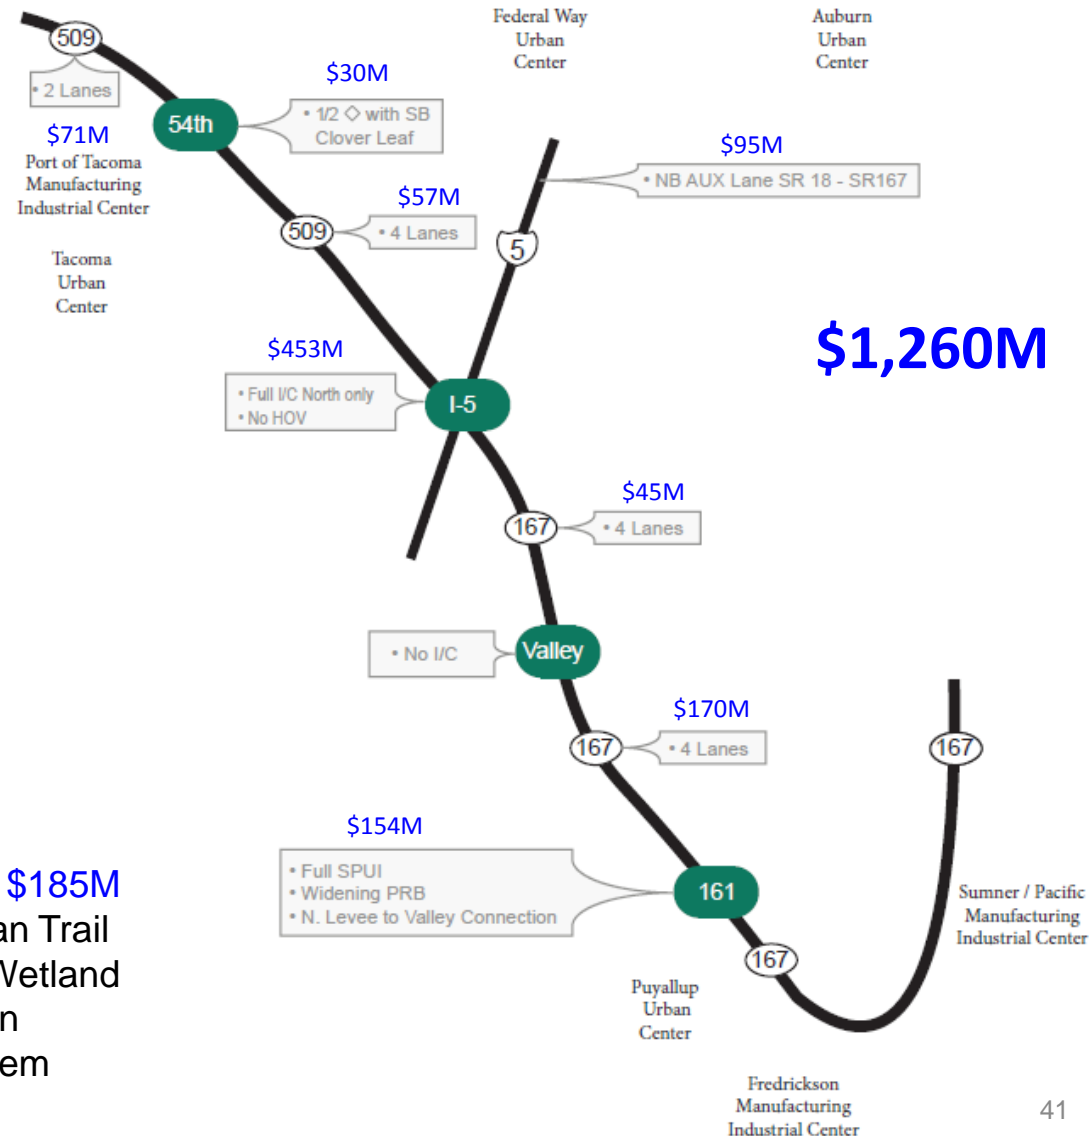 509
• 2 Lanes
$71M
Port of Tacoma
Manufacturing
Industrial Center
Tacoma
Urban
Center
54th
$30M
• 1/2 ◇ with SB
Clover Leaf
Federal Way
Urban
Center
Auburn
Urban
Center
$95M
• NB AUX Lane SR 18 - SR167
5
$57M
509
• 4 Lanes
$1,260M
$453M
• Full I/C North only
• No HOV
I-5
$45M
167
• 4 Lanes
• No I/C
Valley
$170M
167
• 4 Lanes
167
$154M
• Full SPUI
• Widening PRB
• N. Levee to Valley Connection
161
Sumner / Pacific
Manufacturing
Industrial Center
167
$185M
Trail
Wetland
Puyallup
Urban
Center
Fredrickson
Manufacturing
Industrial Center
41